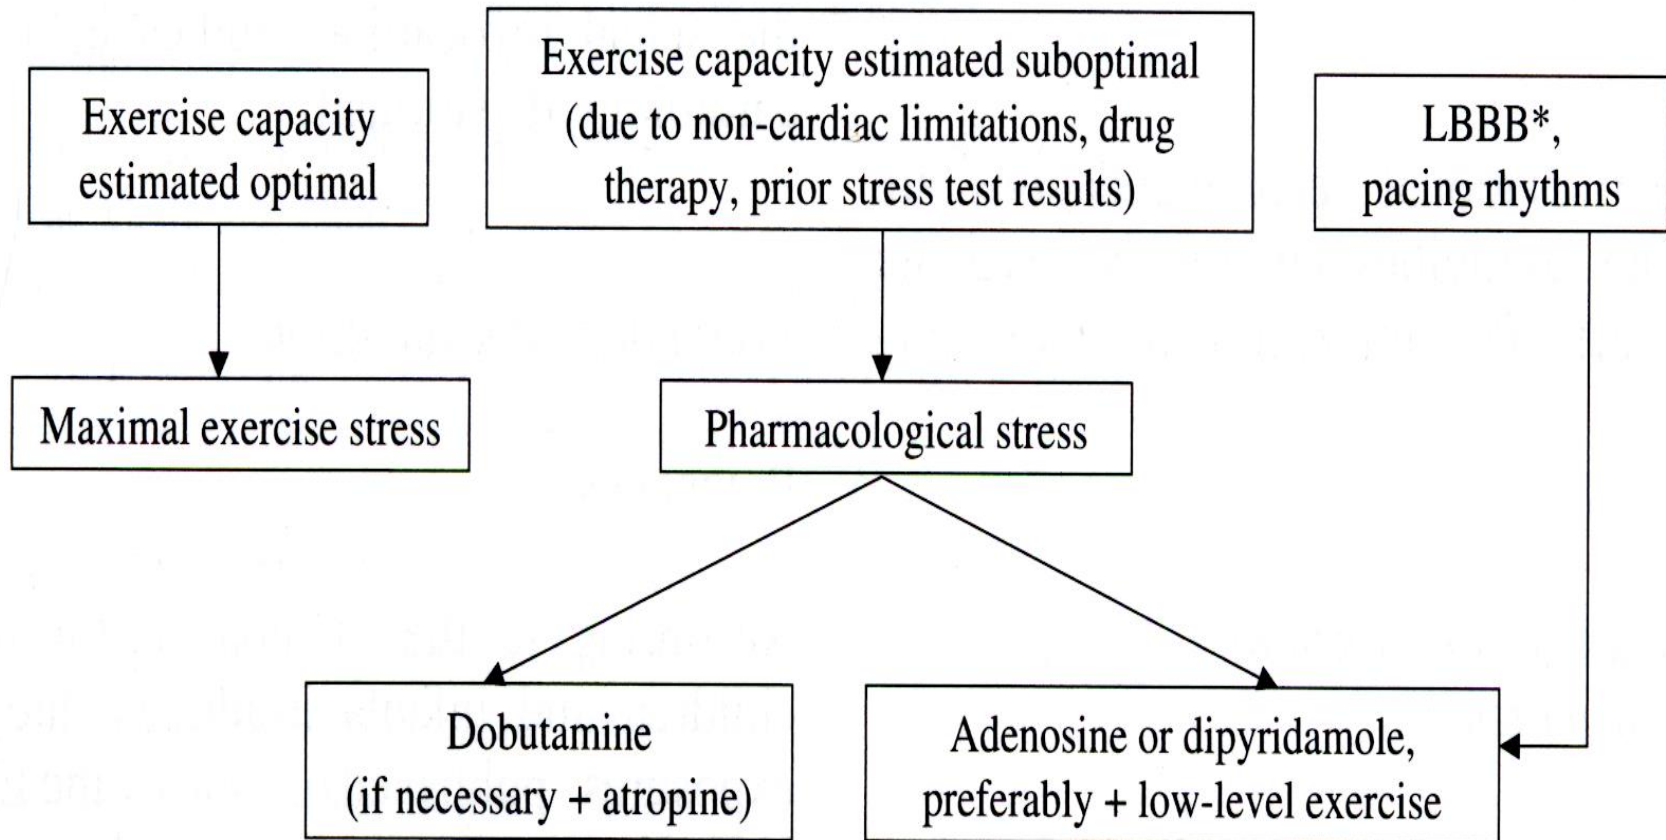 Exercise capacity
estimated optimal
Exercise capacity estimated suboptimal
(due to non-cardiac limitations, drug
therapy, prior stress test results)
LBBB*,
pacing rhythms
Maximal exercise stress
Pharmacological stress
Dobutamine
(if necessary + atropine)
Adenosine or dipyridamole,
preferably + low-level exercise